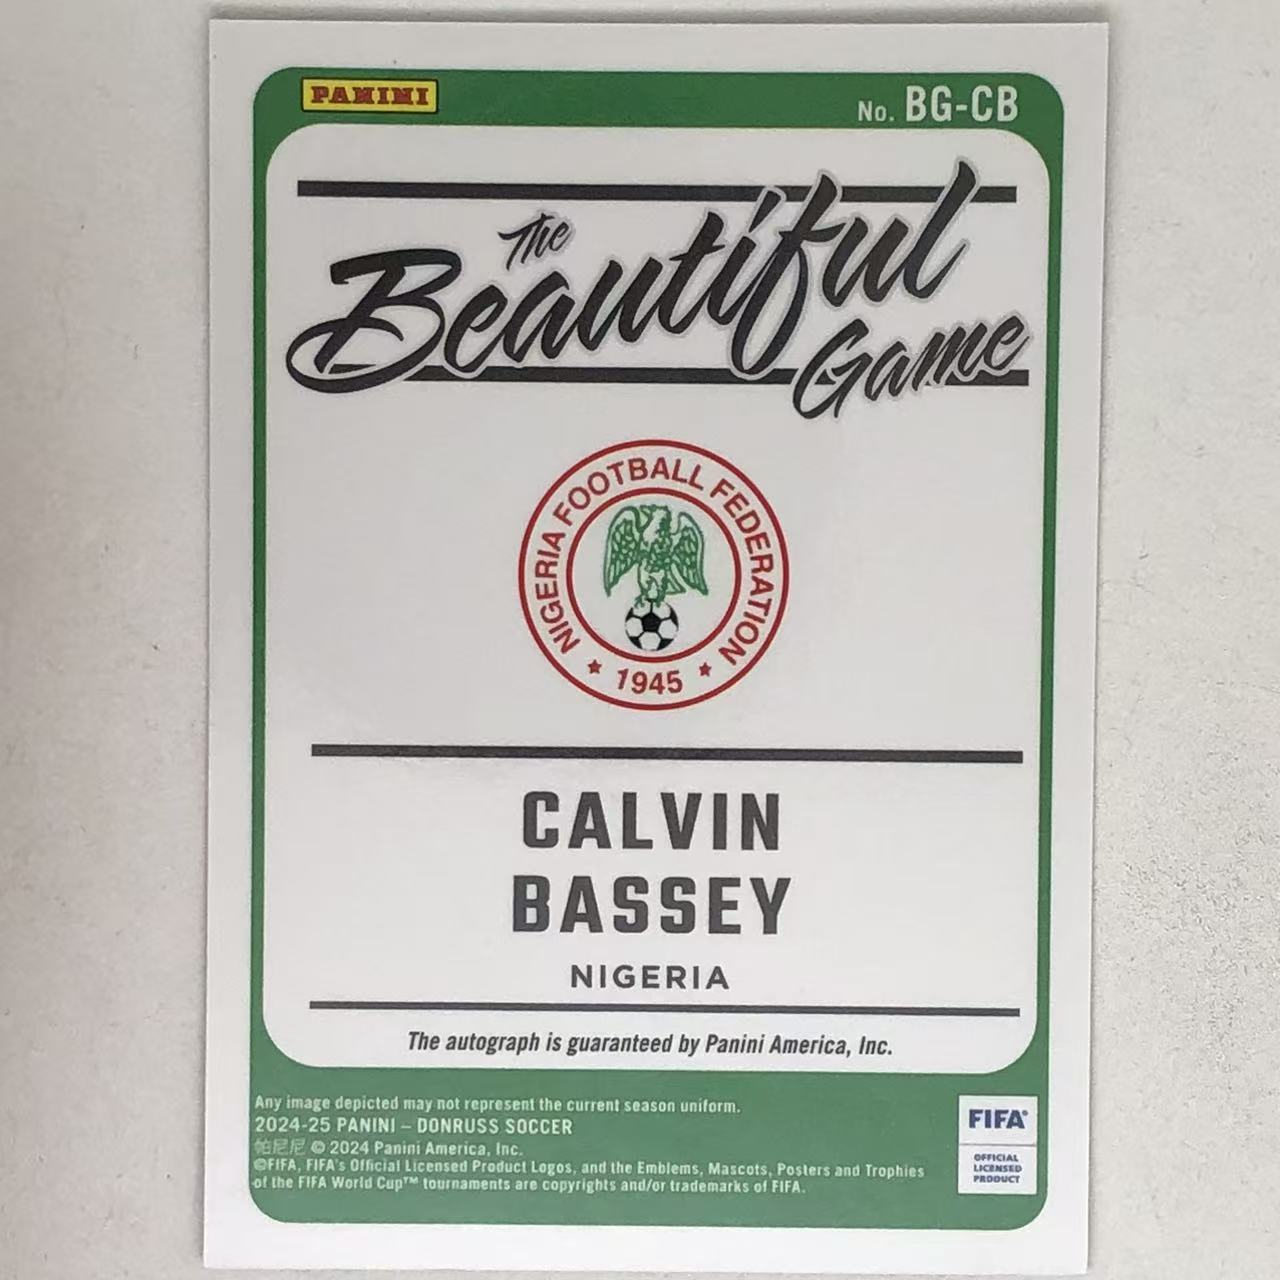 PANINI
No. BG-CB
The
Beautiful
Game
NIGERIA FOOTBALL FEDERATION
1945
CALVIN
BASSEY
NIGERIA
The autograph is guaranteed by Panini America, Inc.
Any image depicted may not represent the current season uniform.
2024-25 PANINI – DONRUSS SOCCER
帕尼尼 © 2024 Panini America, Inc.
©FIFA, FIFA's Official Licensed Product Logos, and the Emblems, Mascots, Posters and Trophies
of the FIFA World Cup™ tournaments are copyrights and/or trademarks of FIFA.
FIFA®
OFFICIAL
LICENSED
PRODUCT